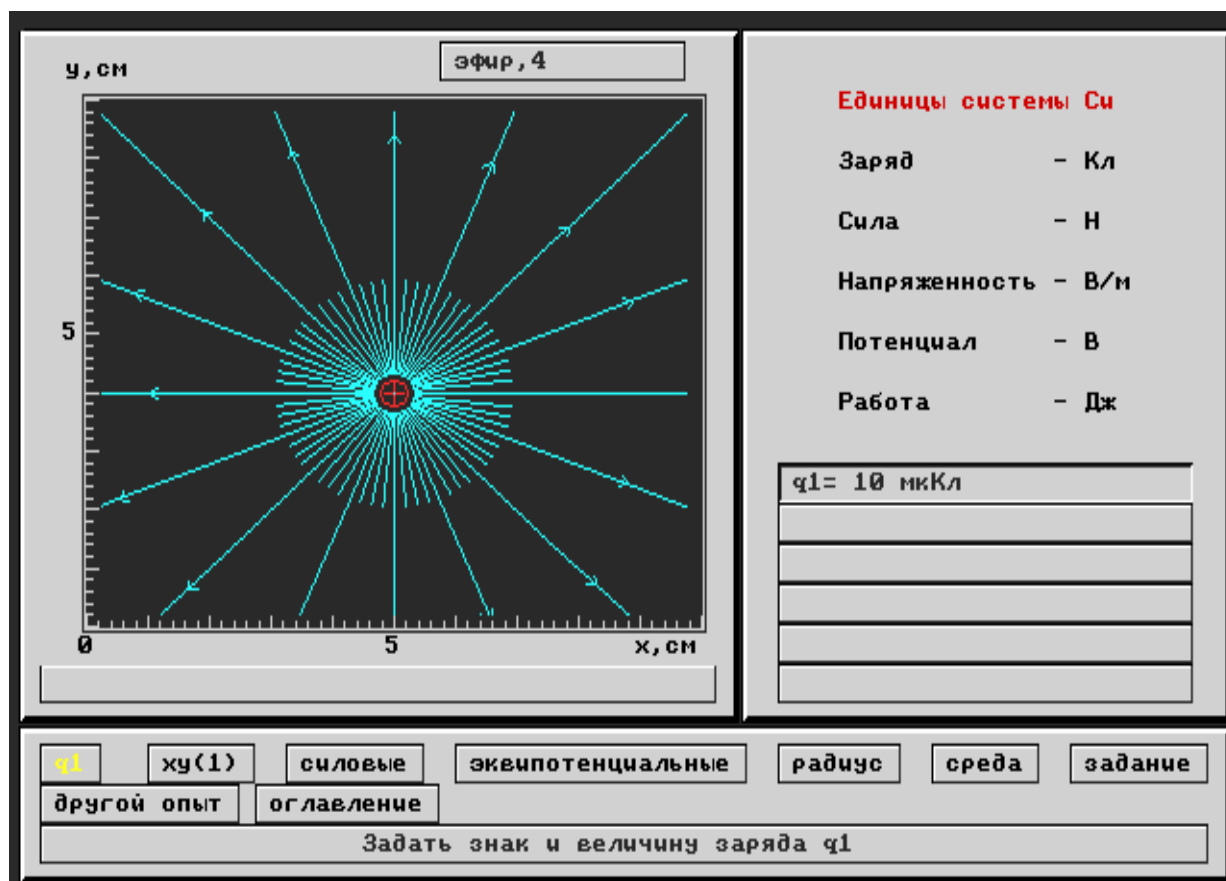 y,см
эфир,4
5
0
5
x,см
Единицы системы Си
Заряд - Кл
Сила - Н
Напряженность - В/м
Потенциал - В
Работа - Дж
q1= 10 мкКл
q1
xy(1)
силовые
эквипотенциальные
радиус
среда
задание
другой опыт
оглавление
Задать знак и величину заряда q1